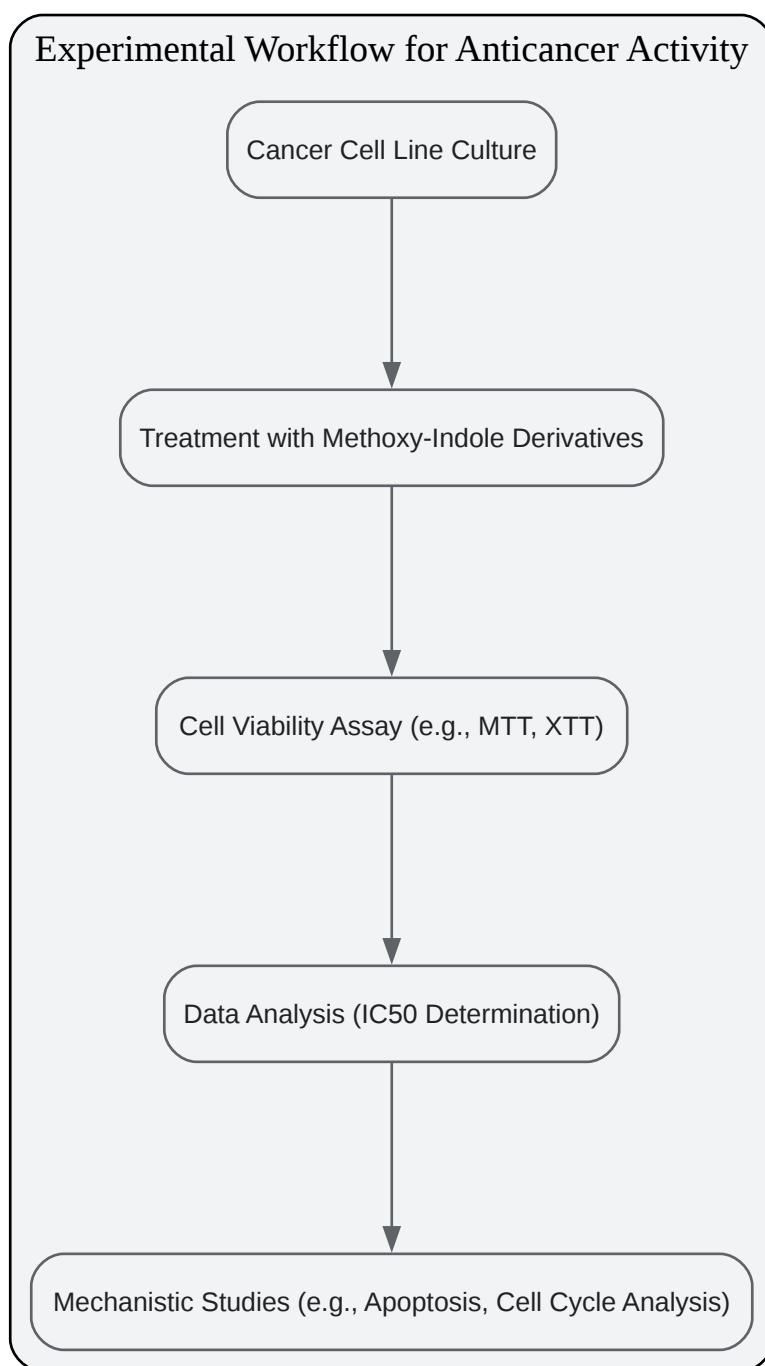 Experimental Workflow for Anticancer Activity
Cancer Cell Line Culture
Treatment with Methoxy-Indole Derivatives
Cell Viability Assay (e.g., MTT, XTT)
Data Analysis (IC50 Determination)
Mechanistic Studies (e.g., Apoptosis, Cell Cycle Analysis)